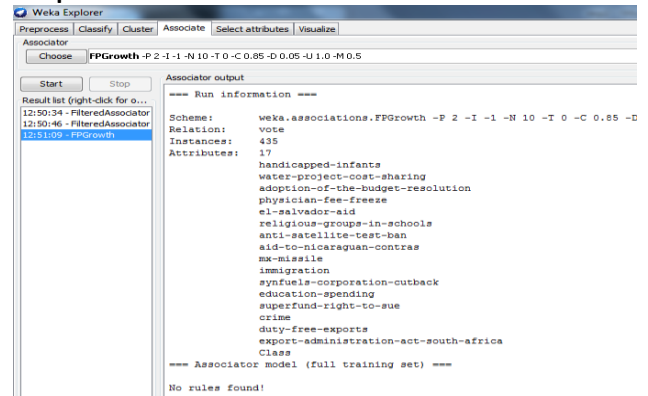 Weka Explorer
Preprocess Classify Cluster Associate Select attributes Visualize
Associator
Choose FPGrowth -P 2 -I -1 -N 10 -T 0 -C 0.85 -D 0.05 -U 1.0 -M 0.5
Start Stop
Result list (right-click for o...
12:50:34 - FilteredAssociator
12:50:46 - FilteredAssociator
12:51:09 - FPGrowth
Associator output
=== Run information ===
Scheme: weka.associations.FPGrowth -P 2 -I -1 -N 10 -T 0 -C 0.85 -D
Relation: vote
Instances: 435
Attributes: 17
handicapped-infants
water-project-cost-sharing
adoption-of-the-budget-resolution
physician-fee-freeze
el-salvador-aid
religious-groups-in-schools
anti-satellite-test-ban
aid-to-nicaraguan-contras
mx-missile
immigration
synfuels-corporation-cutback
education-spending
superfund-right-to-sue
crime
duty-free-exports
export-administration-act-south-africa
Class
=== Associator model (full training set) ===
No rules found!